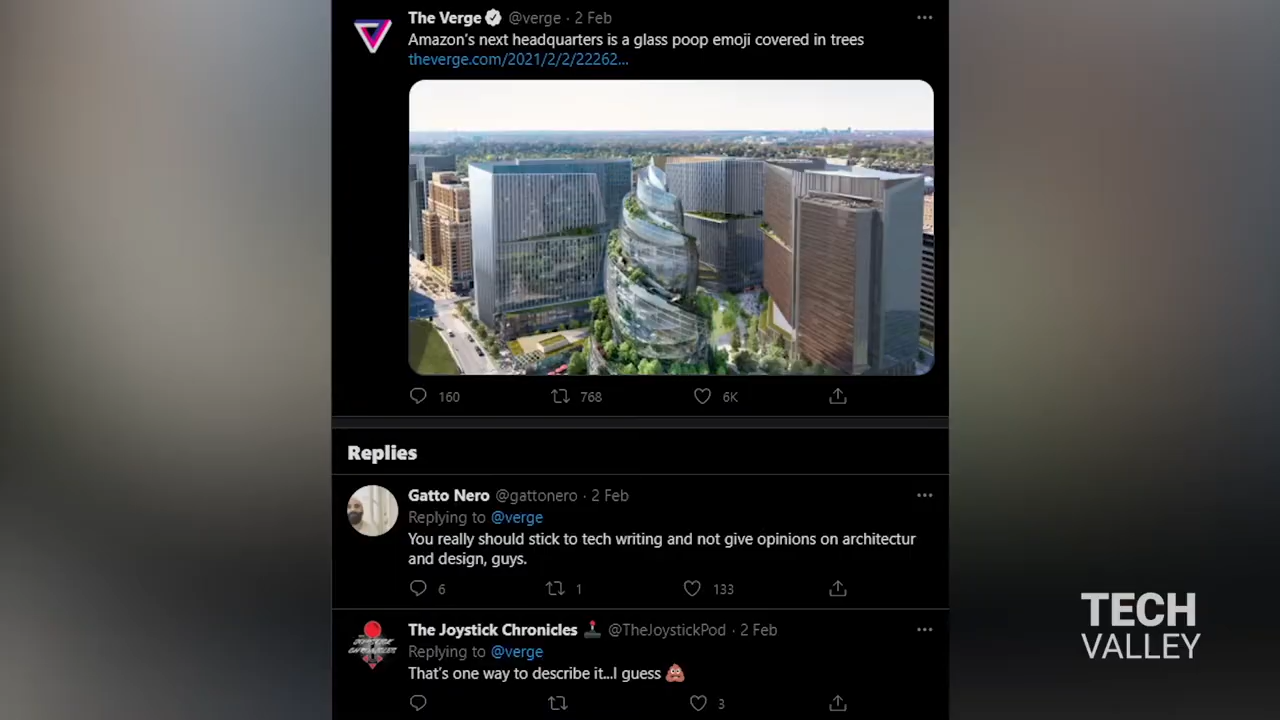 The Verge @verge · 2 Feb
Amazon's next headquarters is a glass poop emoji covered in trees
theverge.com/2021/2/2/22262...
160 768 6K
Replies
Gatto Nero @gattonero · 2 Feb
Replying to @verge
You really should stick to tech writing and not give opinions on architectur
and design, guys.
6 1 133
The Joystick Chronicles 🕹️ @TheJoystickPod · 2 Feb
Replying to @verge
That's one way to describe it...I guess 💩
3
TECH
VALLEY